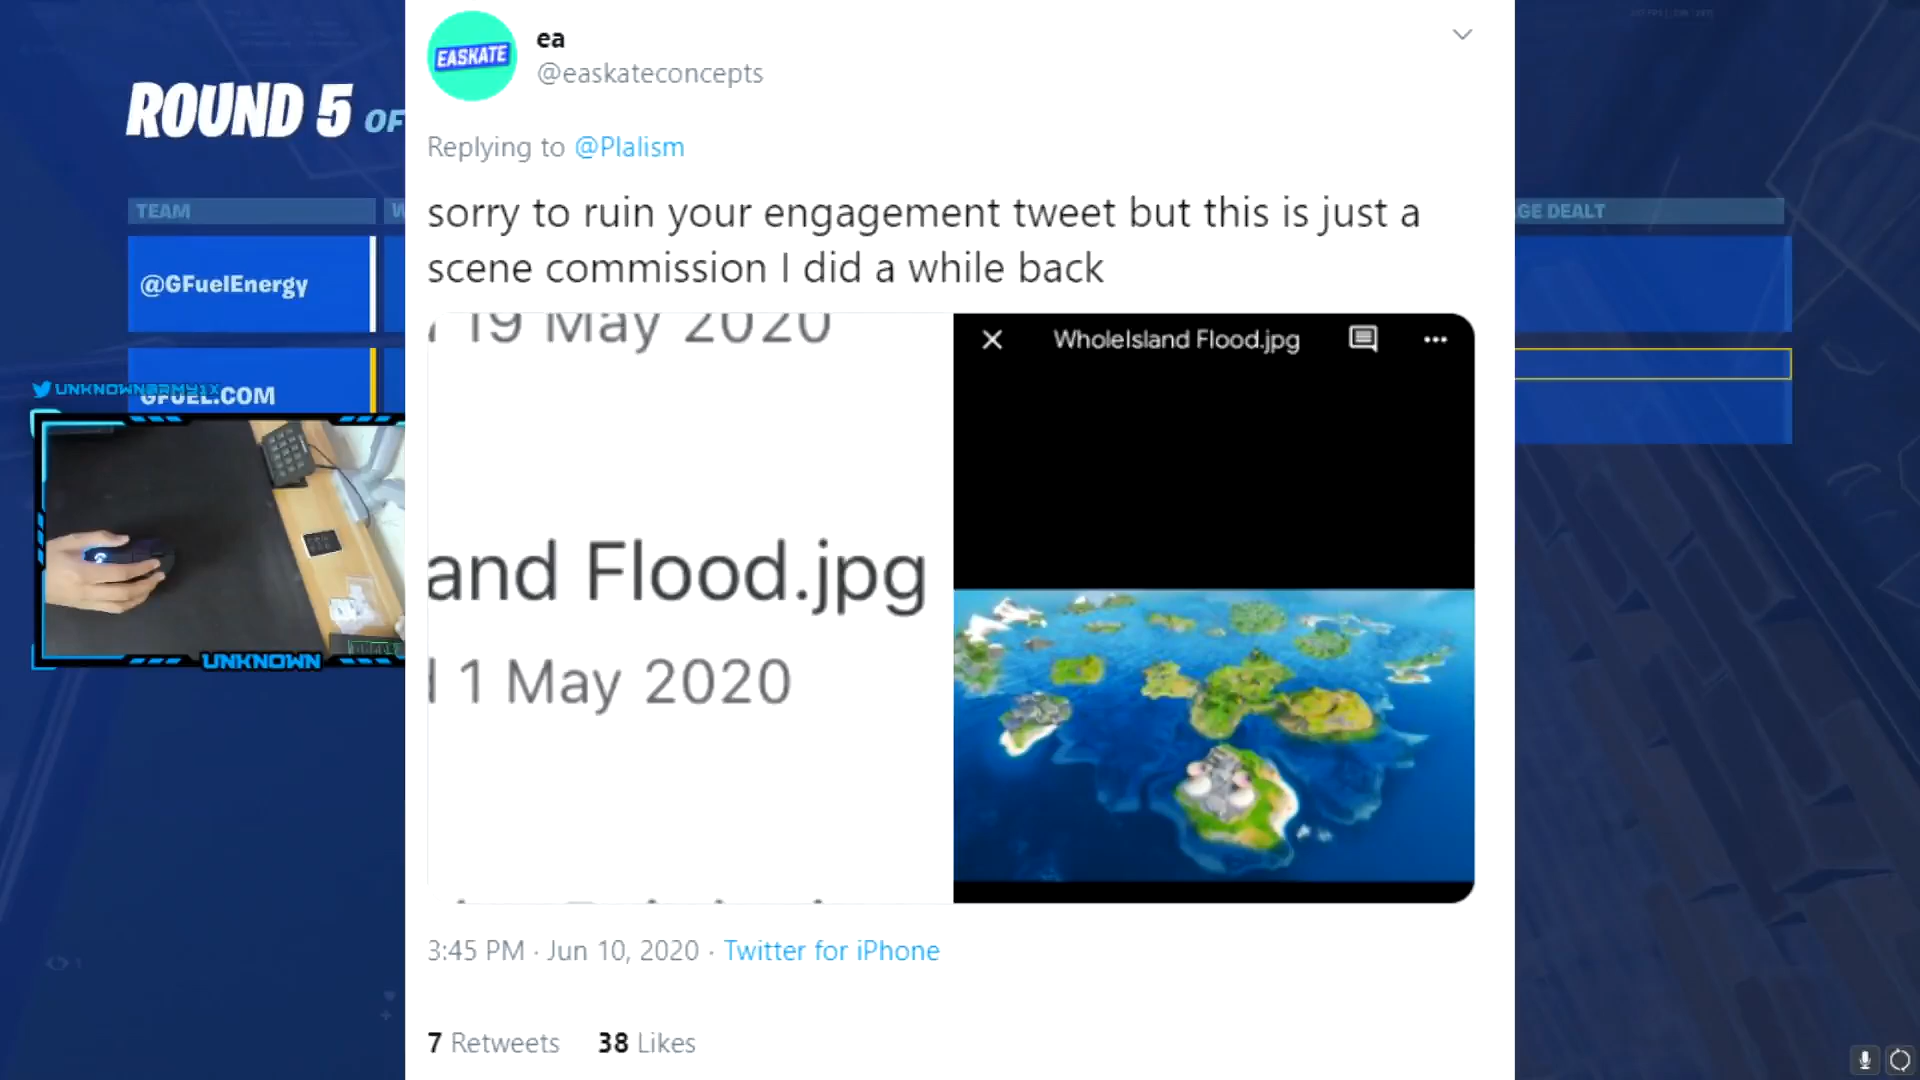 EASKATE
ea
@easkateconcepts
ROUND 5 OF
Replying to @Plalism
TEAM
W
GE DEALT
sorry to ruin your engagement tweet but this is just a
scene commission I did a while back
@GFuelEnergy
GFUEL.COM
UNKNOWNARMY1X
UNKNOWN
19 May 2020
and Flood.jpg
1 May 2020
WholeIsland Flood.jpg
3:45 PM · Jun 10, 2020 · Twitter for iPhone
7 Retweets 38 Likes